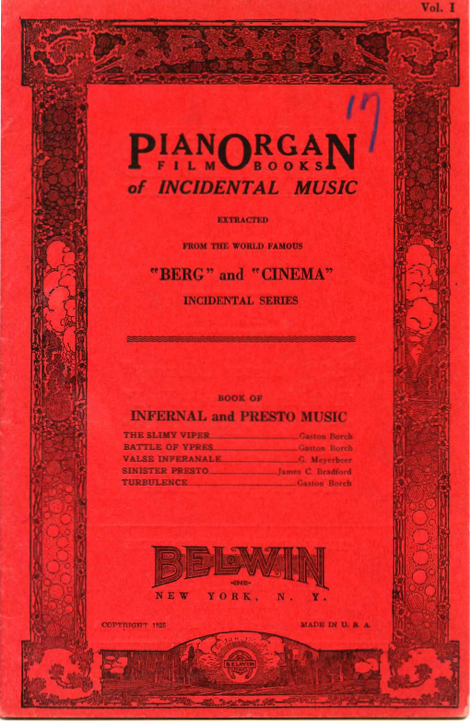 Vol. I
BELWIN
INC.
17
PIANORGAN
FILM BOOKS
of INCIDENTAL MUSIC
EXTRACTED
FROM THE WORLD FAMOUS
"BERG" and "CINEMA"
INCIDENTAL SERIES
BOOK OF
INFERNAL and PRESTO MUSIC
THE SLIMY VIPER Gaston Borch
BATTLE OF YPRES Gaston Borch
VALSE INFERANALE G. Meyerbeer
SINISTER PRESTO James C. Bradford
TURBULENCE Gaston Borch
BELWIN
INC
NEW YORK, N. Y.
COPYRIGHT 1925
MADE IN U. S. A.
BELWIN